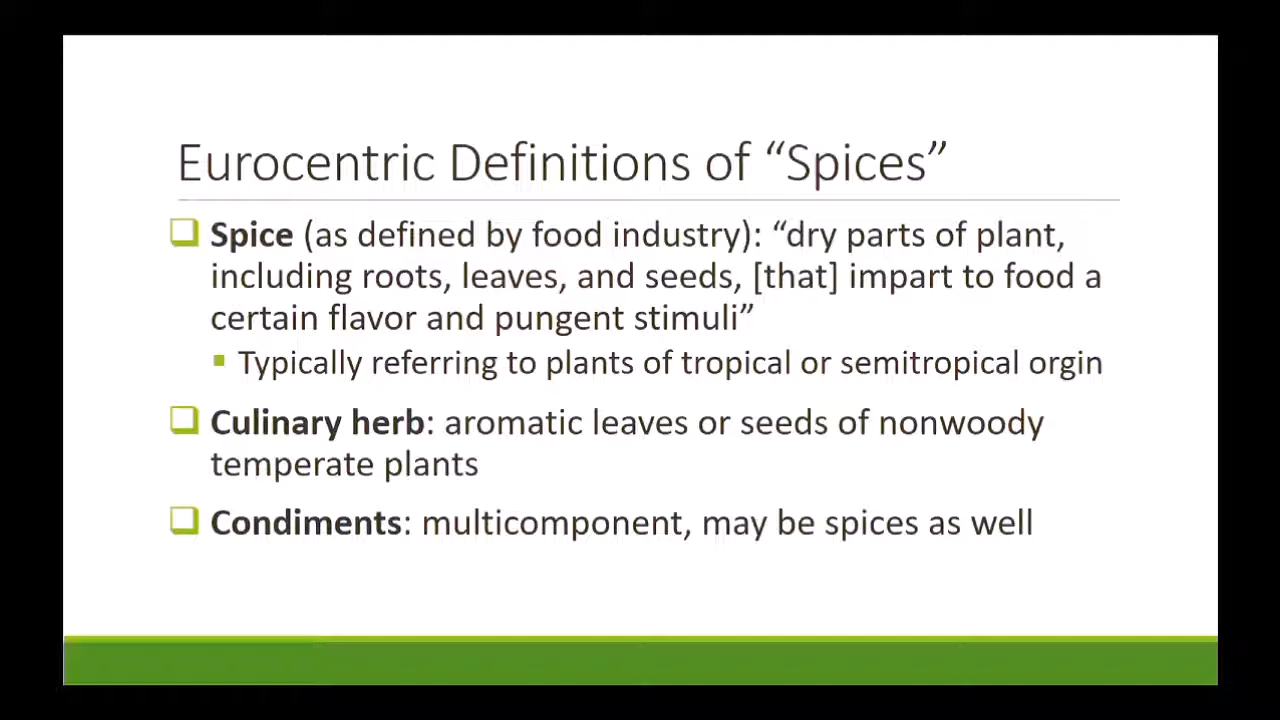 Eurocentric Definitions of “Spices”
Spice (as defined by food industry): “dry parts of plant,
including roots, leaves, and seeds, [that] impart to food a
certain flavor and pungent stimuli”
Typically referring to plants of tropical or semitropical orgin
Culinary herb: aromatic leaves or seeds of nonwoody
temperate plants
Condiments: multicomponent, may be spices as well